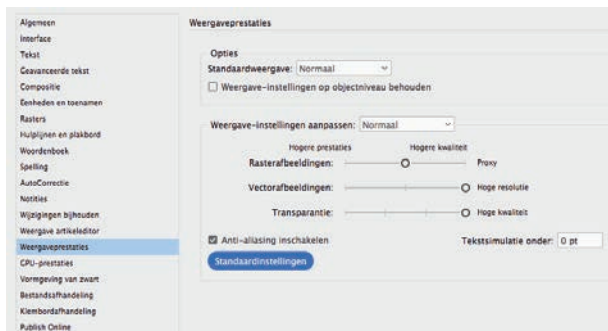 Algemeen
Interface
Tekst
Geavanceerde tekst
Compositie
Eenheden en toenamen
Rasters
Hulplijnen en plakbord
Woordenboek
Spelling
AutoCorrectie
Notities
Wijzigingen bijhouden
Weergave artikeleditor
Weergaveprestaties
CPU-prestaties
Vormgeving van zwart
Bestandsafhandeling
Klembordafhandeling
Publish Online
Weergaveprestaties
Opties
Standaardweergave: Normaal
Weergave-instellingen op objectniveau behouden
Weergave-instellingen aanpassen: Normaal
Hogere prestaties Hogere kwaliteit
Rasterafbeeldingen: Proxy
Vectorafbeeldingen: Hoge resolutie
Transparantie: Hoge kwaliteit
Anti-aliasing inschakelen Tekstsimulatie onder: 0 pt
Standaardinstellingen